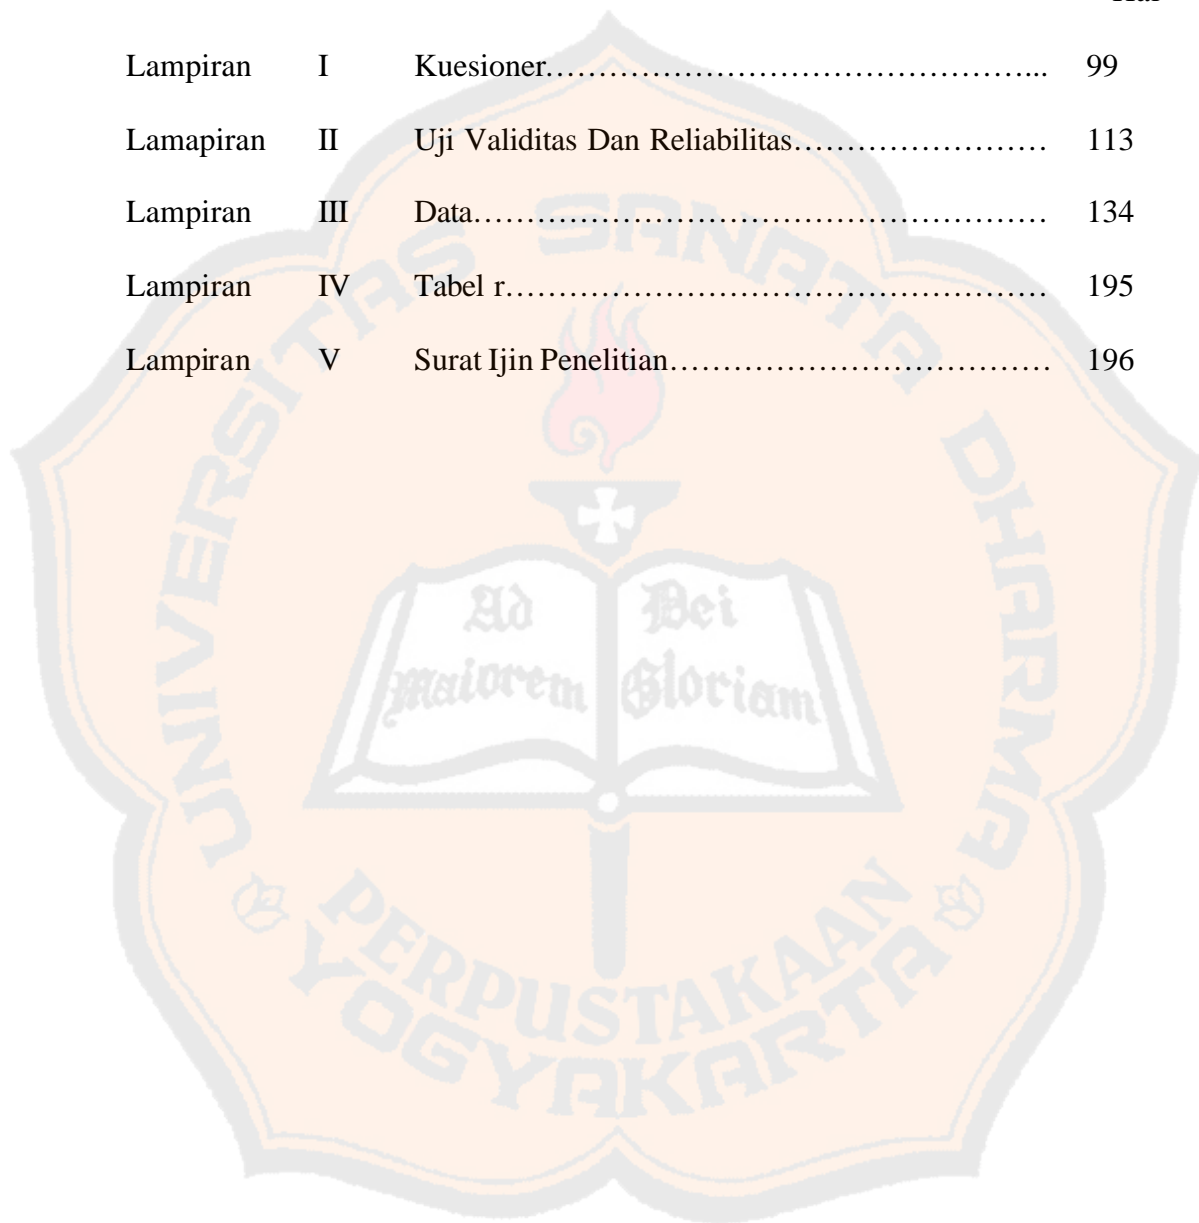 Hal
Lampiran I Kuesioner…………………………………………... 99
Lamapiran II Uji Validitas Dan Reliabilitas…………………… 113
Lampiran III Data……………………………………………… 134
Lampiran IV Tabel r…………………………………………… 195
Lampiran V Surat Ijin Penelitian……………………………… 196
UNIVERSITAS SANATA DHARMA
Ad Dei
maiorem Gloriam
PERPUSTAKAAN
YOGYAKARTA